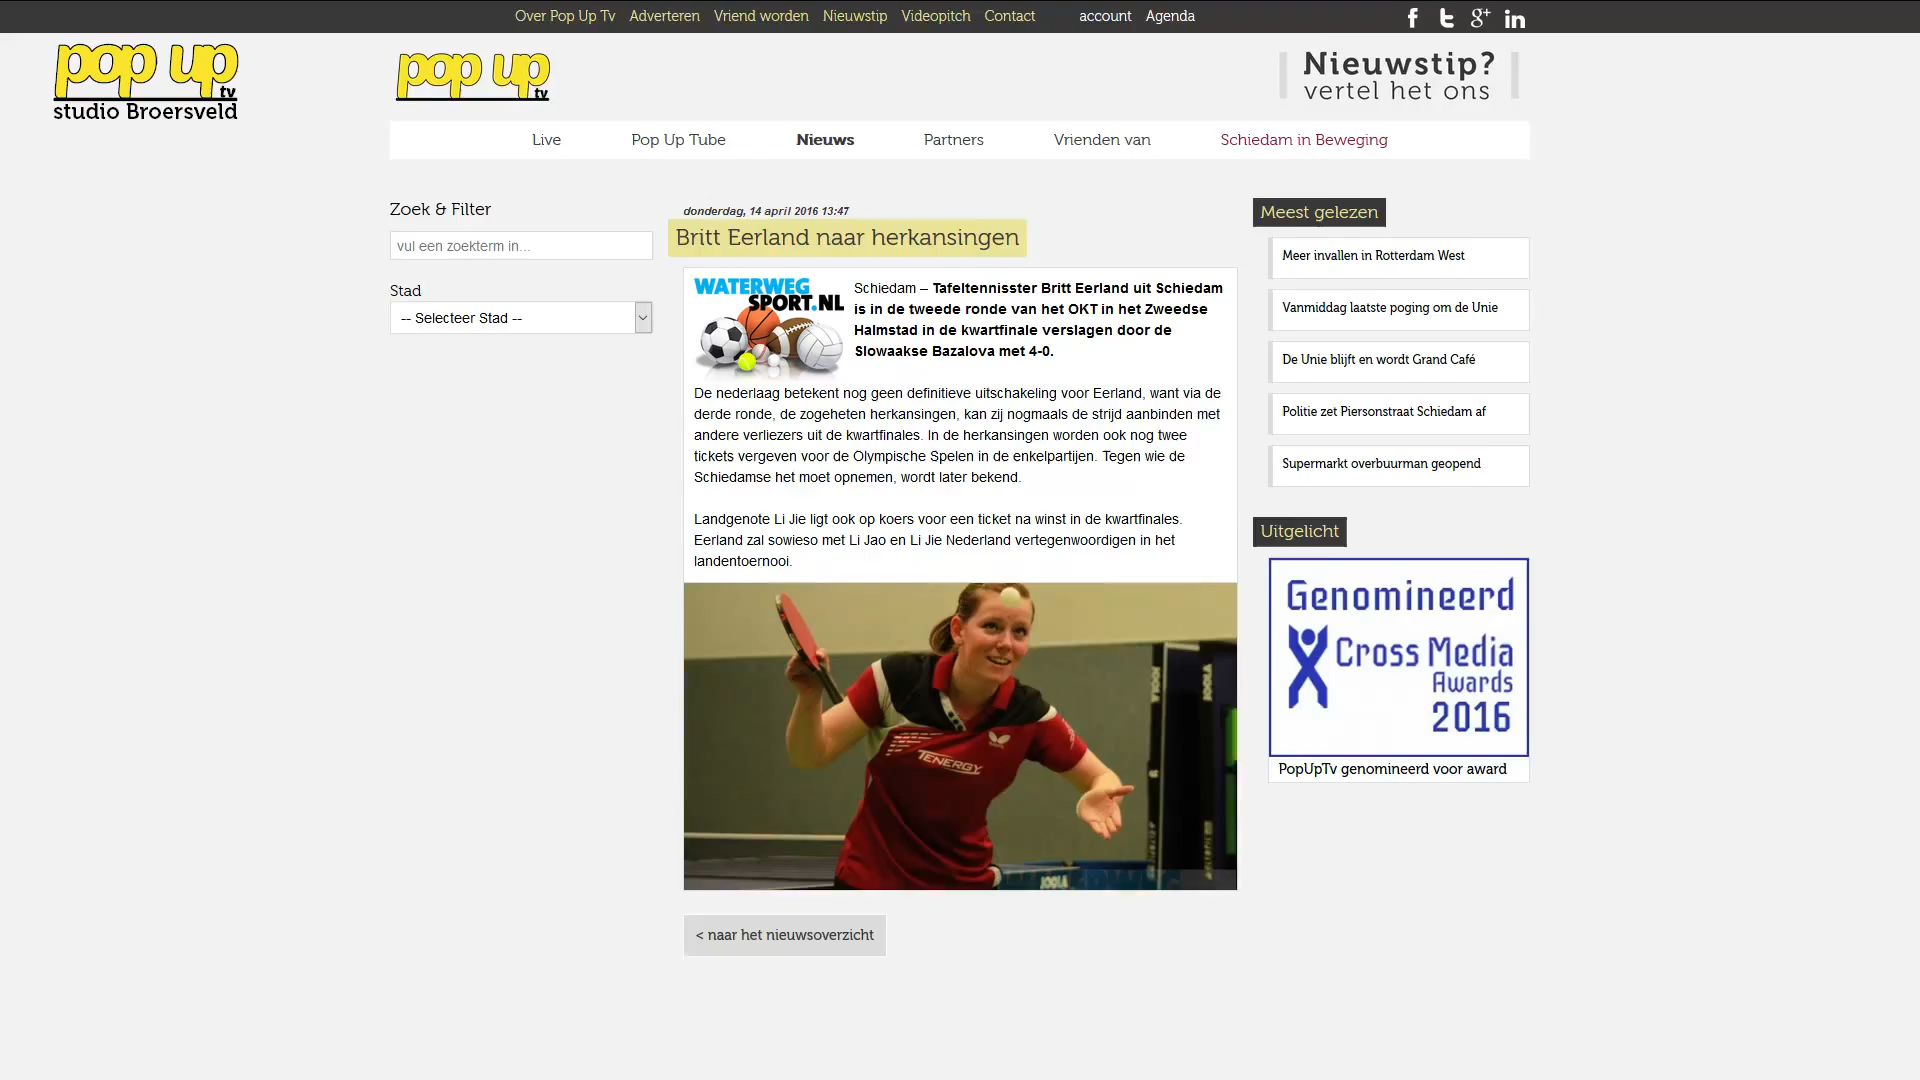 Over Pop Up Tv Adverteren Vriend worden Nieuwstip Videopitch Contact account Agenda
pop up
tv
studio Broersveld
pop up
tv
Nieuwstip?
vertel het ons
Live Pop Up Tube Nieuws Partners Vrienden van Schiedam in Beweging
Zoek & Filter
vul een zoekterm in...
Stad
-- Selecteer Stad --
donderdag, 14 april 2016 13:47
Britt Eerland naar herkansingen
WATERWEG
SPORT.NL
Schiedam – Tafeltennisster Britt Eerland uit Schiedam
is in de tweede ronde van het OKT in het Zweedse
Halmstad in de kwartfinale verslagen door de
Slowaakse Bazalova met 4-0.
De nederlaag betekent nog geen definitieve uitschakeling voor Eerland, want via de
derde ronde, de zogeheten herkansingen, kan zij nogmaals de strijd aanbinden met
andere verliezers uit de kwartfinales. In de herkansingen worden ook nog twee
tickets vergeven voor de Olympische Spelen in de enkelpartijen. Tegen wie de
Schiedamse het moet opnemen, wordt later bekend.
Landgenote Li Jie ligt ook op koers voor een ticket na winst in de kwartfinales.
Eerland zal sowieso met Li Jao en Li Jie Nederland vertegenwoordigen in het
landentoernooi.
TENERGY
JOOLA
JOOLA
JOOLA
< naar het nieuwsoverzicht
Meest gelezen
Meer invallen in Rotterdam West
Vanmiddag laatste poging om de Unie
De Unie blijft en wordt Grand Café
Politie zet Piersonstraat Schiedam af
Supermarkt overbuurman geopend
Uitgelicht
Genomineerd
Cross Media
Awards
2016
PopUpTv genomineerd voor award